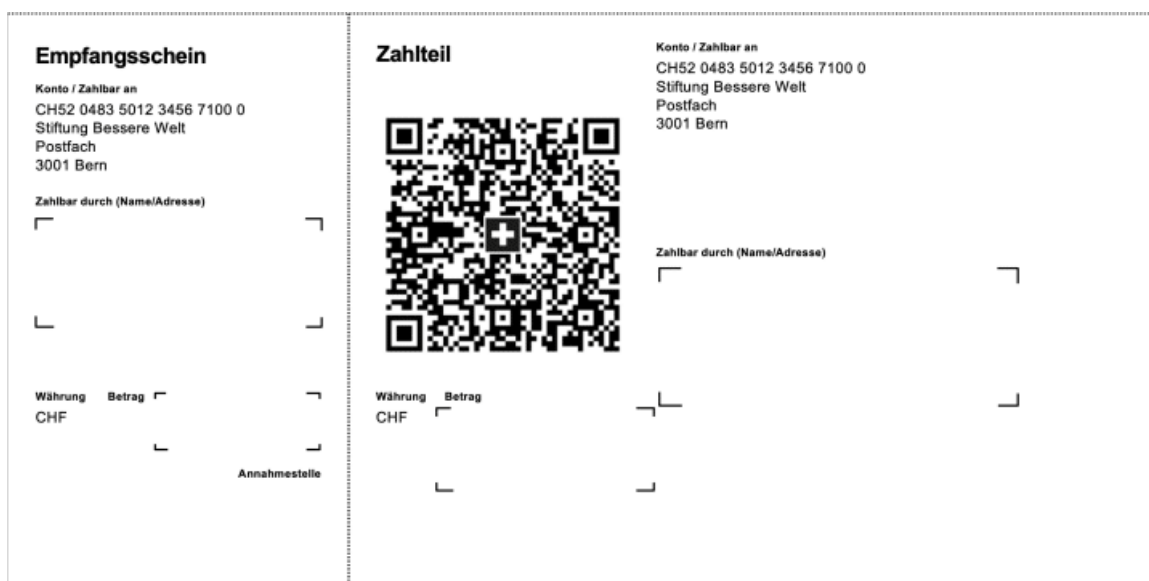 Empfangsschein
Konto / Zahlbar an
CH52 0483 5012 3456 7100 0
Stiftung Bessere Welt
Postfach
3001 Bern
Zahlbar durch (Name/Adresse)
Währung Betrag
CHF
Annahmestelle
Zahlteil
Währung Betrag
CHF
Konto / Zahlbar an
CH52 0483 5012 3456 7100 0
Stiftung Bessere Welt
Postfach
3001 Bern
Zahlbar durch (Name/Adresse)